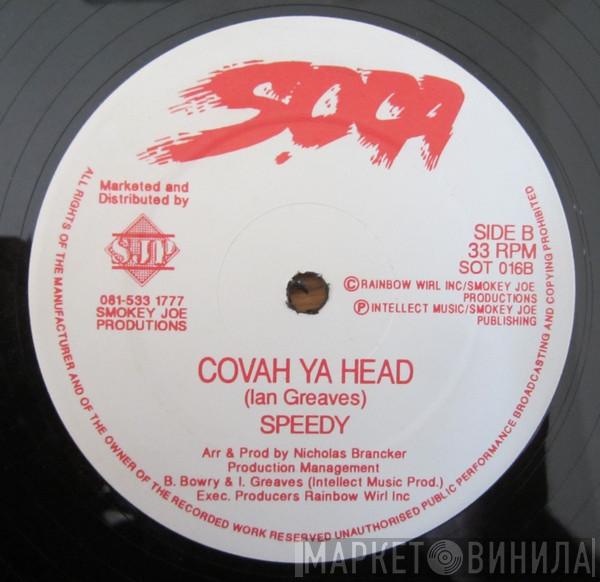 SOCA
Marketed and
Distributed by
SJP
081-533 1777
SMOKEY JOE
PRODUTIONS
SIDE B
33 RPM
SOT 016B
©RAINBOW WIRL INC/SMOKEY JOE
PRODUCTIONS
℗INTELLECT MUSIC/SMOKEY JOE
PUBLISHING
COVAH YA HEAD
(Ian Greaves)
SPEEDY
Arr & Prod by Nicholas Brancker
Production Management
B. Bowry & I. Greaves (Intellect Music Prod.)
Exec. Producers Rainbow Wirl Inc
ALL RIGHTS OF THE MANUFACTURER AND OF THE OWNER OF THE RECORDED WORK RESERVED UNAUTHORISED PUBLIC PERFORMANCE BROADCASTING AND COPYING PROHIBITED
МАРКЕТ ВИНИЛА